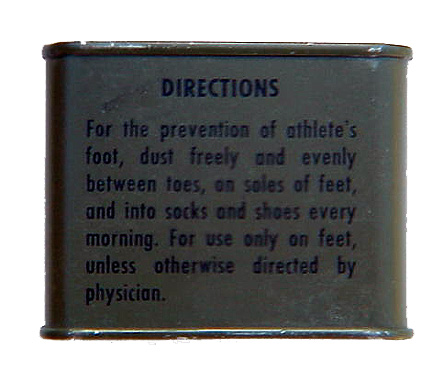 DIRECTIONS
For the prevention of athlete's
foot, dust freely and evenly
between toes, on soles of feet,
and into socks and shoes every
morning. For use only on feet,
unless otherwise directed by
physician.